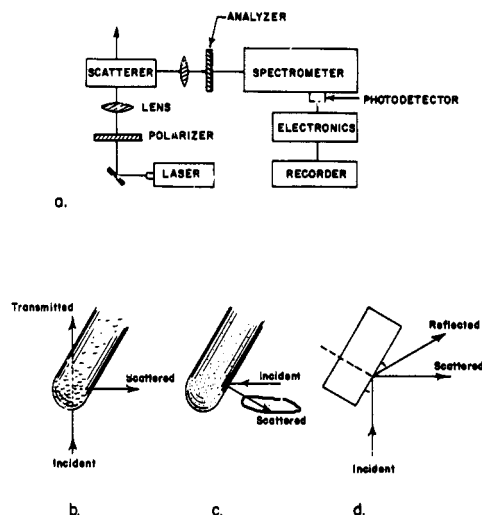 ANALYZER
SCATTERER
SPECTROMETER
LENS
PHOTODETECTOR
POLARIZER
ELECTRONICS
LASER
RECORDER
a.
Transmitted
Scattered
Incident
b.
Incident
Scattered
c.
Reflected
Scattered
Incident
d.